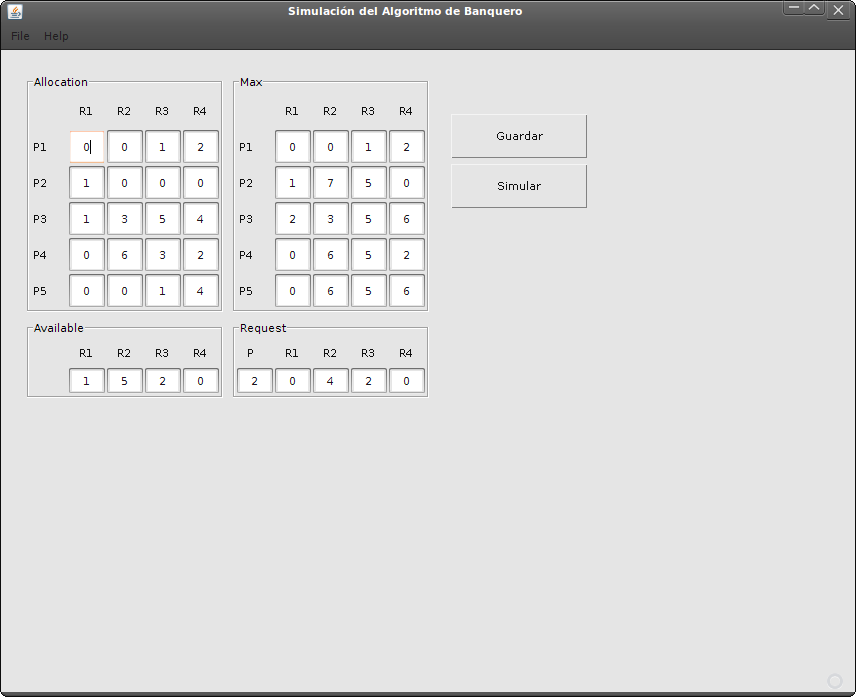 Simulación del Algoritmo de Banquero
File Help
Allocation
R1 R2 R3 R4
P1 0 0 1 2
P2 1 0 0 0
P3 1 3 5 4
P4 0 6 3 2
P5 0 0 1 4
Max
R1 R2 R3 R4
P1 0 0 1 2
P2 1 7 5 0
P3 2 3 5 6
P4 0 6 5 2
P5 0 6 5 6
Guardar
Simular
Available
R1 R2 R3 R4
1 5 2 0
Request
P R1 R2 R3 R4
2 0 4 2 0